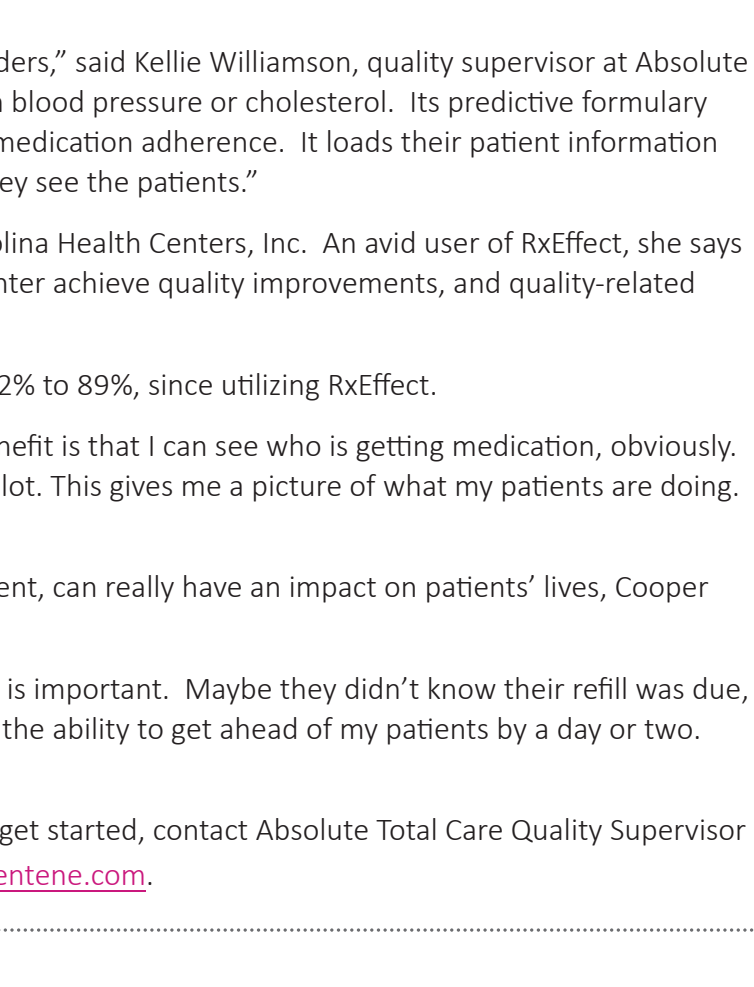 ders,” said Kellie Williamson, quality supervisor at Absolute
blood pressure or cholesterol.  Its predictive formulary
medication adherence.  It loads their patient information
ey see the patients.”
lina Health Centers, Inc.  An avid user of RxEffect, she says
nter achieve quality improvements, and quality-related
2% to 89%, since utilizing RxEffect.
nefit is that I can see who is getting medication, obviously.
lot. This gives me a picture of what my patients are doing.
ent, can really have an impact on patients’ lives, Cooper
is important.  Maybe they didn’t know their refill was due,
the ability to get ahead of my patients by a day or two.
get started, contact Absolute Total Care Quality Supervisor
entene.com.